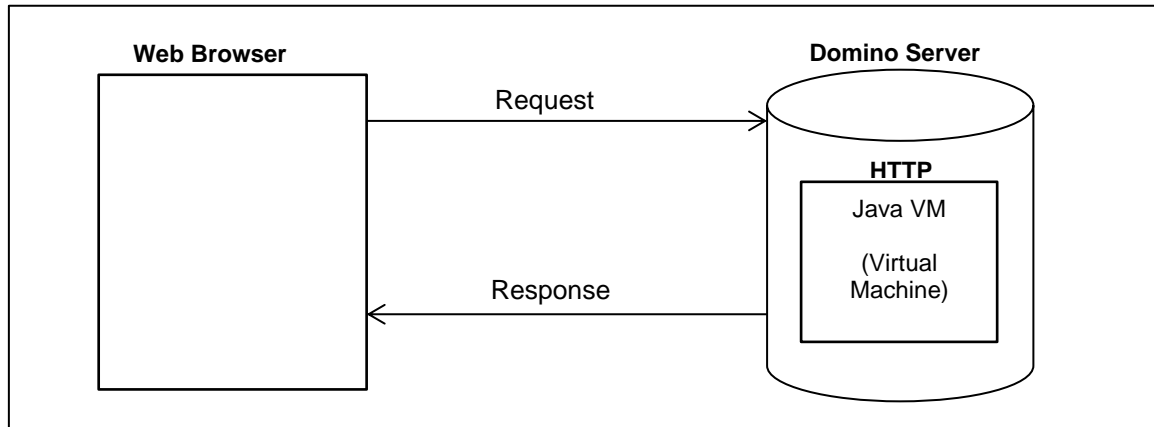 Web Browser
Domino Server
Request
HTTP
Java VM
(Virtual
Machine)
Response